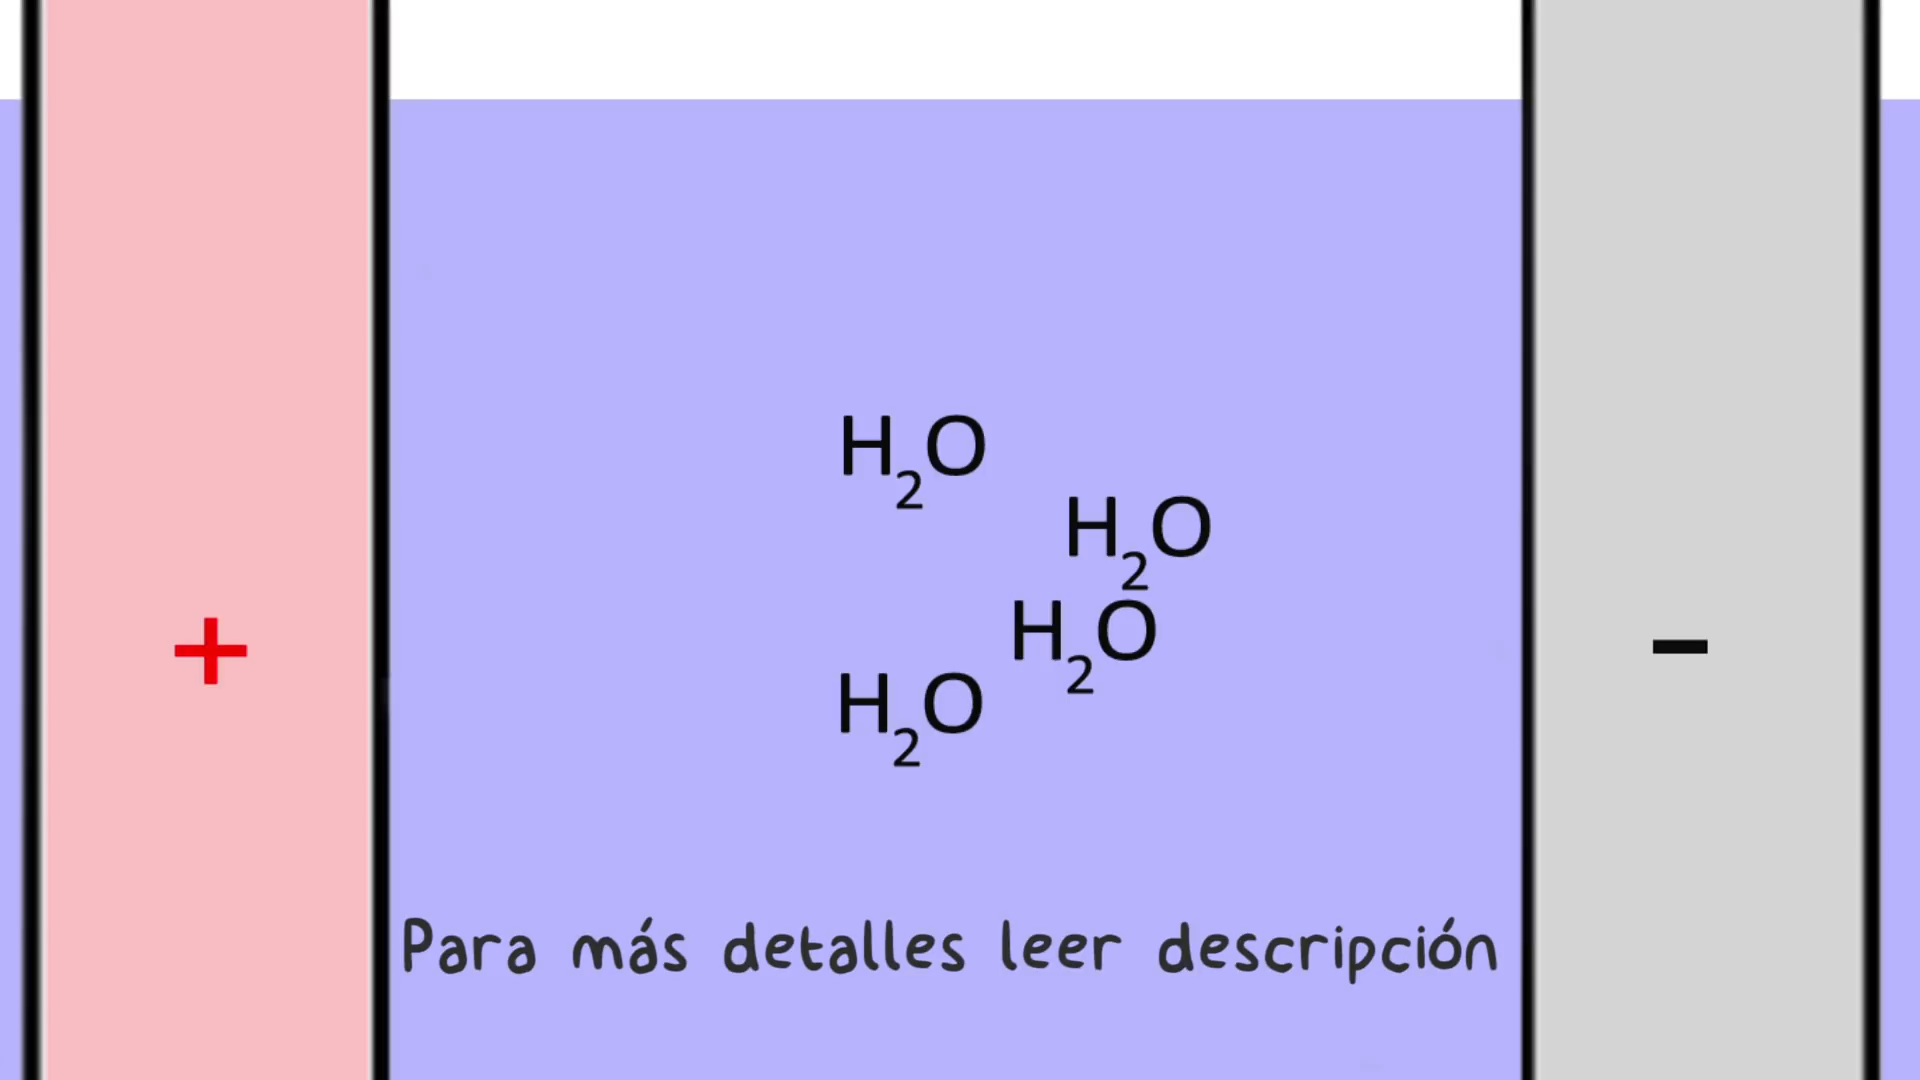 H₂O
H₂O
H₂O
+
-
H₂O
Para más detalles leer descripción